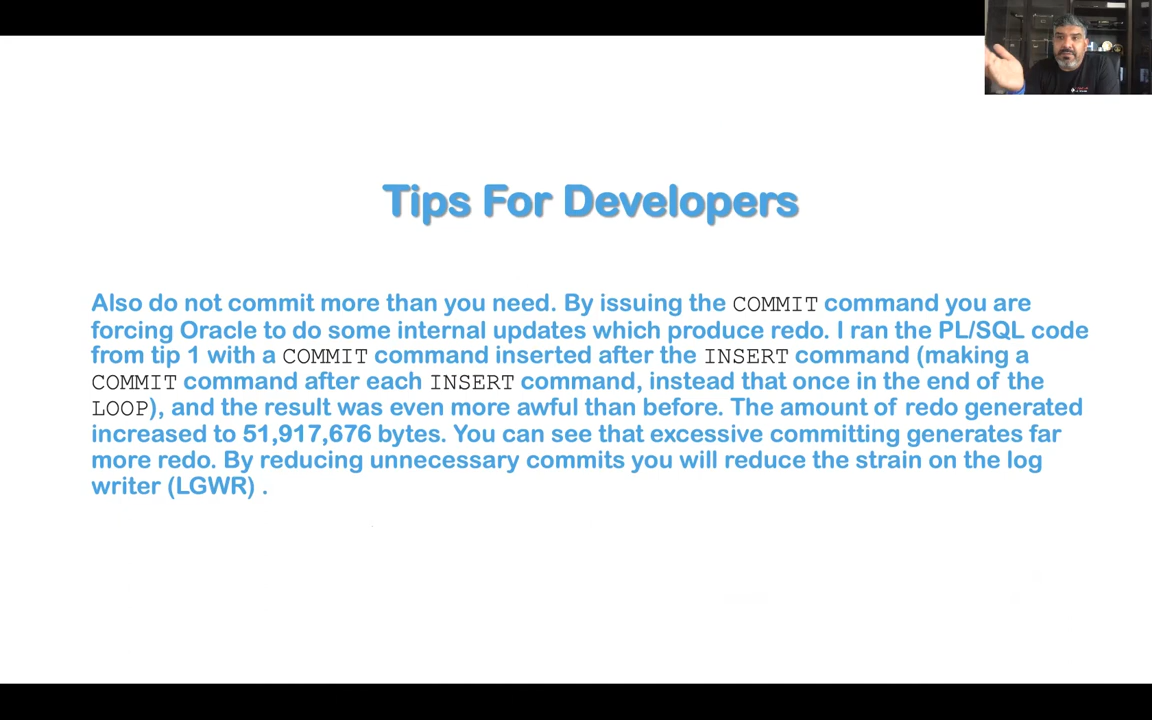 Tips For Developers
Also do not commit more than you need. By issuing the COMMIT command you are
forcing Oracle to do some internal updates which produce redo. I ran the PL/SQL code
from tip 1 with a COMMIT command inserted after the INSERT command (making a
COMMIT command after each INSERT command, instead that once in the end of the
LOOP), and the result was even more awful than before. The amount of redo generated
increased to 51,917,676 bytes. You can see that excessive committing generates far
more redo. By reducing unnecessary commits you will reduce the strain on the log
writer (LGWR) .